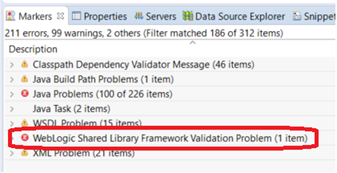 Markers Properties Servers Data Source Explorer Snippet
211 errors, 99 warnings, 2 others (Filter matched 186 of 312 items)
Description
Classpath Dependency Validator Message (46 items)
Java Build Path Problems (1 item)
Java Problems (100 of 226 items)
Java Task (2 items)
WSDL Problem (15 items)
WebLogic Shared Library Framework Validation Problem (1 item)
XML Problem (21 items)